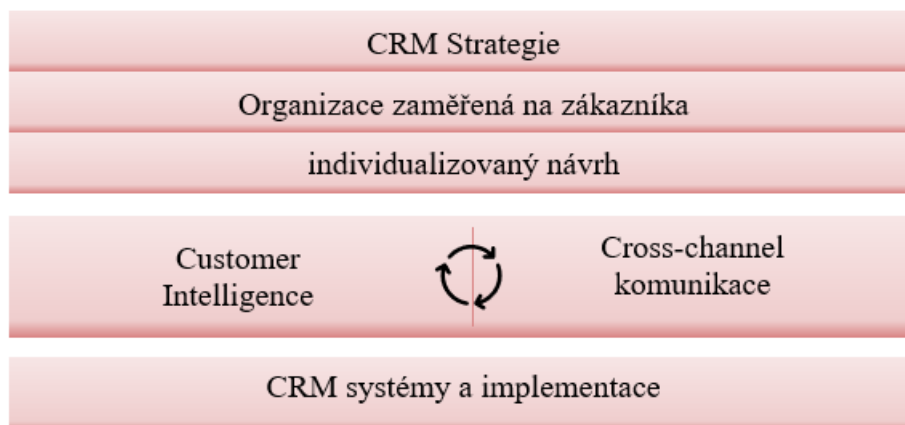 CRM Strategie
Organizace zaměřená na zákazníka
individualizovaný návrh
Customer
Intelligence
Cross-channel
komunikace
CRM systémy a implementace